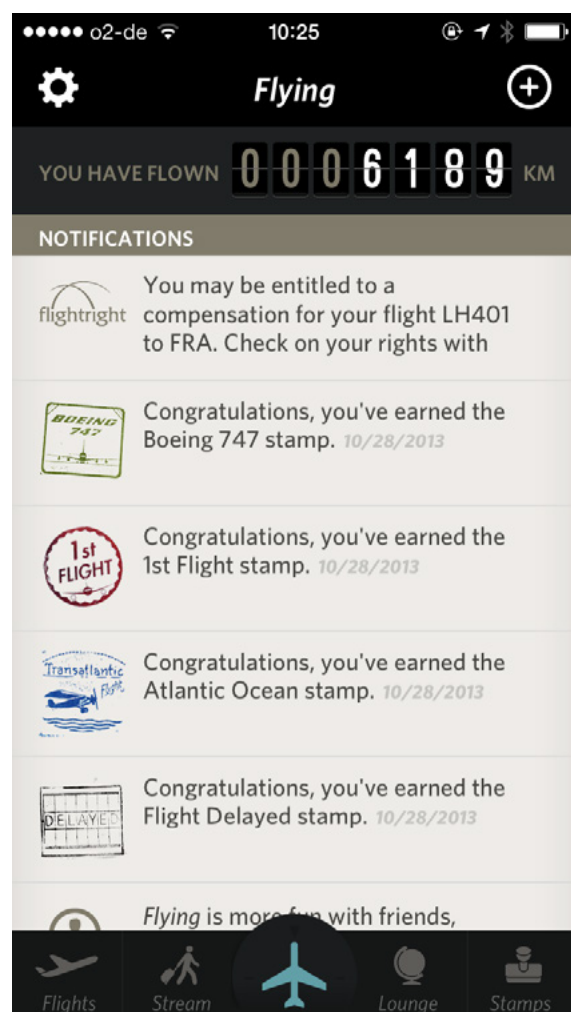 o2-de 10:25
Flying
YOU HAVE FLOWN 0006189 KM
NOTIFICATIONS
flightright
You may be entitled to a
compensation for your flight LH401
to FRA. Check on your rights with
BOEING
747
Congratulations, you've earned the
Boeing 747 stamp. 10/28/2013
1st
FLIGHT
Congratulations, you've earned the
1st Flight stamp. 10/28/2013
Transatlantic
Flight
Congratulations, you've earned the
Atlantic Ocean stamp. 10/28/2013
DELAYED
Congratulations, you've earned the
Flight Delayed stamp. 10/28/2013
Flying is more fun with friends,
Flights Stream Lounge Stamps